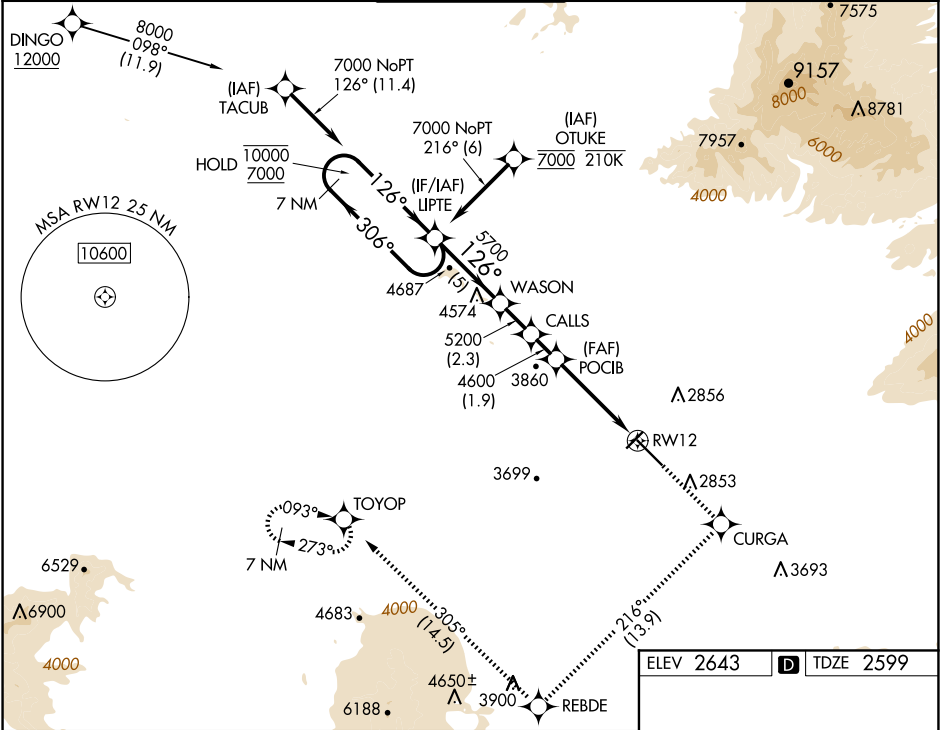 DINGO
12000
8000
098°
(11.9)
(IAF)
TACUB
7000 NoPT
126° (11.4)
7000 NoPT
216° (6)
(IAF)
OTUKE
7000 210K
HOLD
10000
7000
7 NM
126°
306°
(IF/IAF)
LIPTE
5700
126°
(5)
4687
4574
WASON
CALLS
5200
(2.3)
(FAF)
POCIB
4600
(1.9)
3860
7575
9157
8000
8781
7957
6000
4000
4000
MSA RW12 25 NM
10600
2856
RW12
3699
2853
CURGA
3693
TOYOP
093°
273°
7 NM
6529
6900
4000
4683
4000
305°
(14.5)
216°
(13.9)
4650±
3900
REBDE
6188
ELEV 2643
D
TDZE 2599